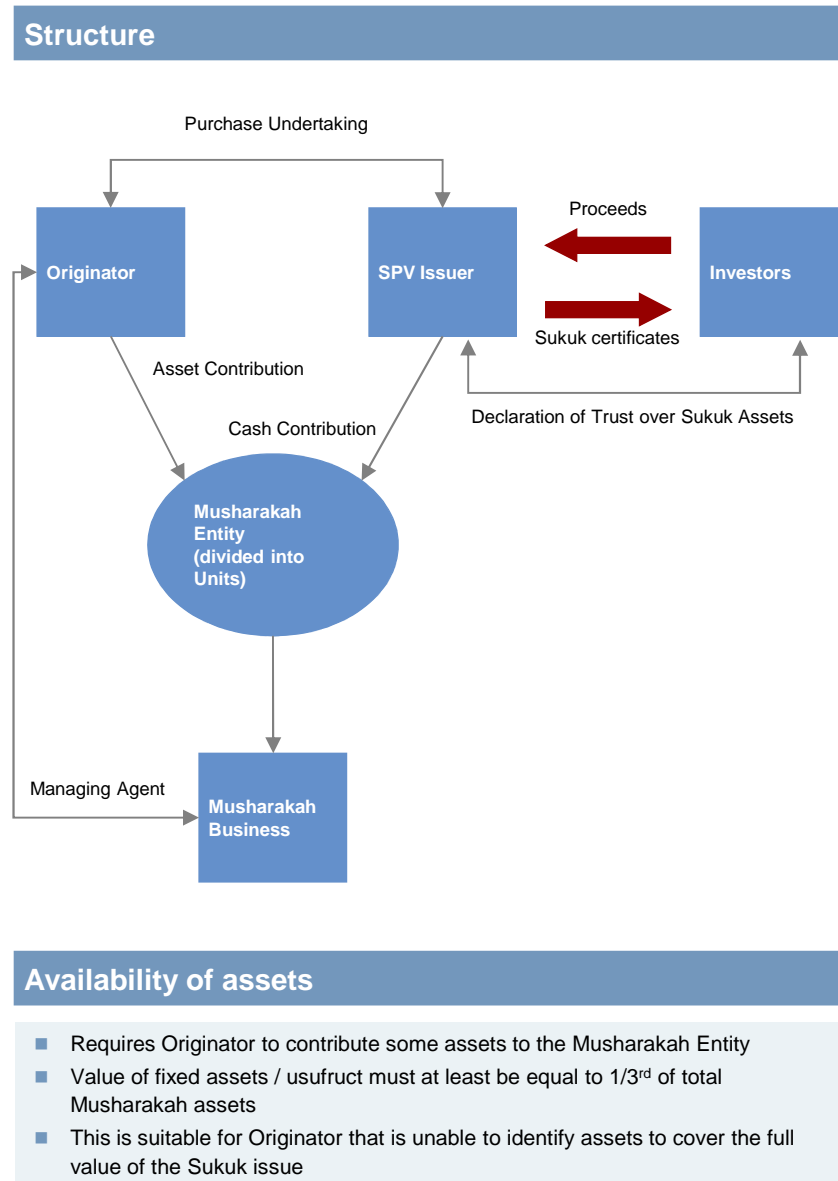 Structure
Purchase Undertaking
Originator
SPV Issuer
Proceeds
Investors
Sukuk certificates
Asset Contribution
Declaration of Trust over Sukuk Assets
Cash Contribution
Musharakah
Entity
(divided into
Units)
Managing Agent
Musharakah
Business
Availability of assets
■ Requires Originator to contribute some assets to the Musharakah Entity
■ Value of fixed assets / usufruct must at least be equal to 1/3rd of total
Musharakah assets
■ This is suitable for Originator that is unable to identify assets to cover the full
value of the Sukuk issue